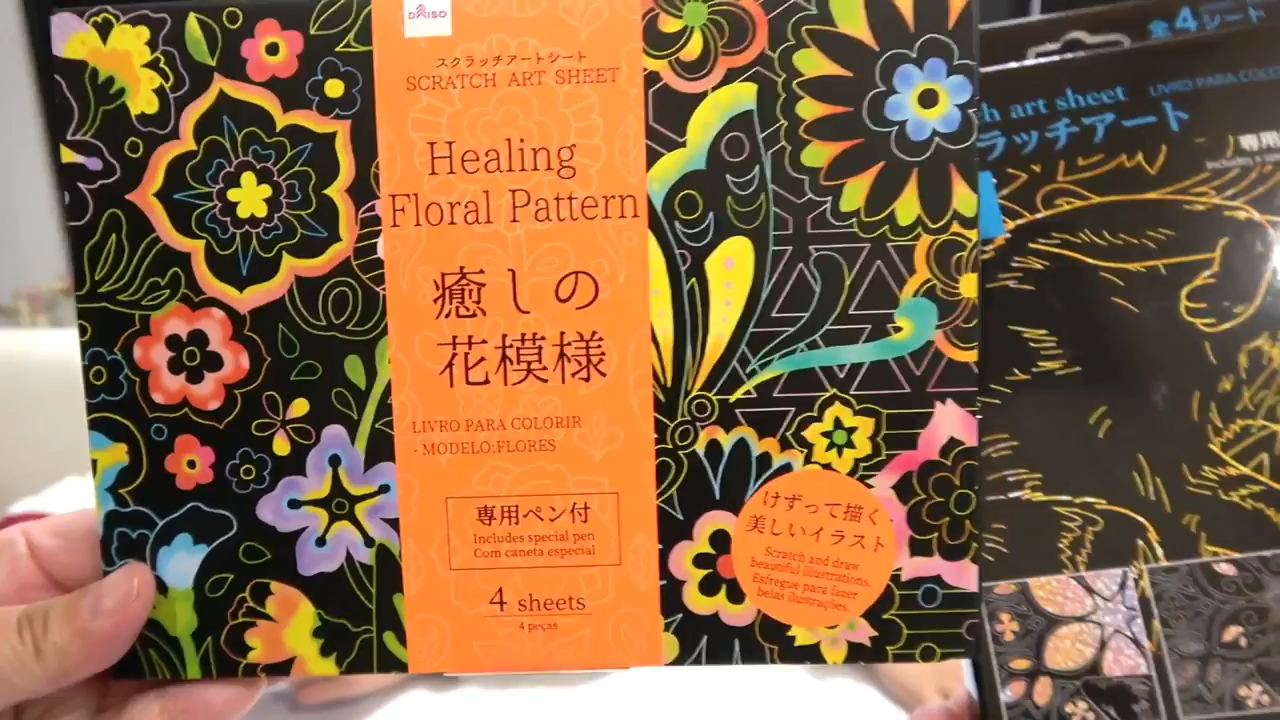 DAISO
スクラッチアートシート
SCRATCH ART SHEET
Healing
Floral Pattern
癒しの
花模様
LIVRO PARA COLORIR
- MODELO:FLORES
専用ペン付
Includes special pen
Com caneta especial
4 sheets
4 peças
けずって描く
美しいイラスト
Scratch and draw
beautiful illustrations.
Esfregue para fazer
belas ilustrações.
全4シート
art sheet LIVRO PARA
ラッチアート
専用
Includes a